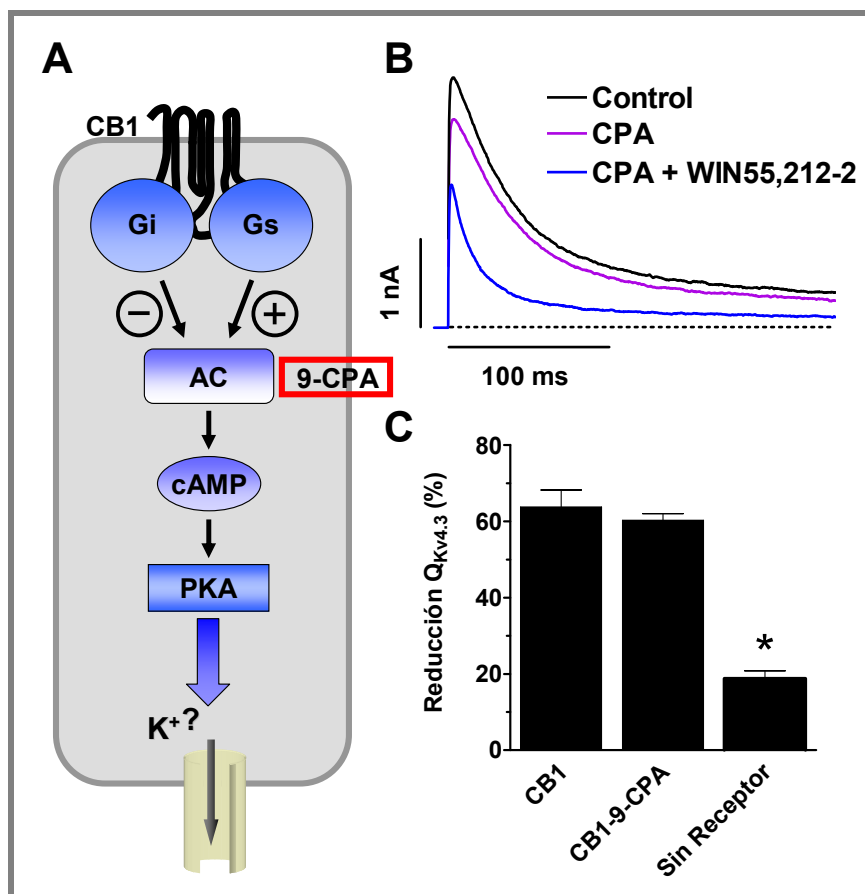 A
CB1
Gi
Gs
−
+
AC
9-CPA
cAMP
PKA
K+?
B
Control
CPA
CPA + WIN55,212-2
1 nA
100 ms
C
Reducción QKv4.3 (%)
80
60
40
20
0
*
CB1
CB1-9-CPA
Sin Receptor